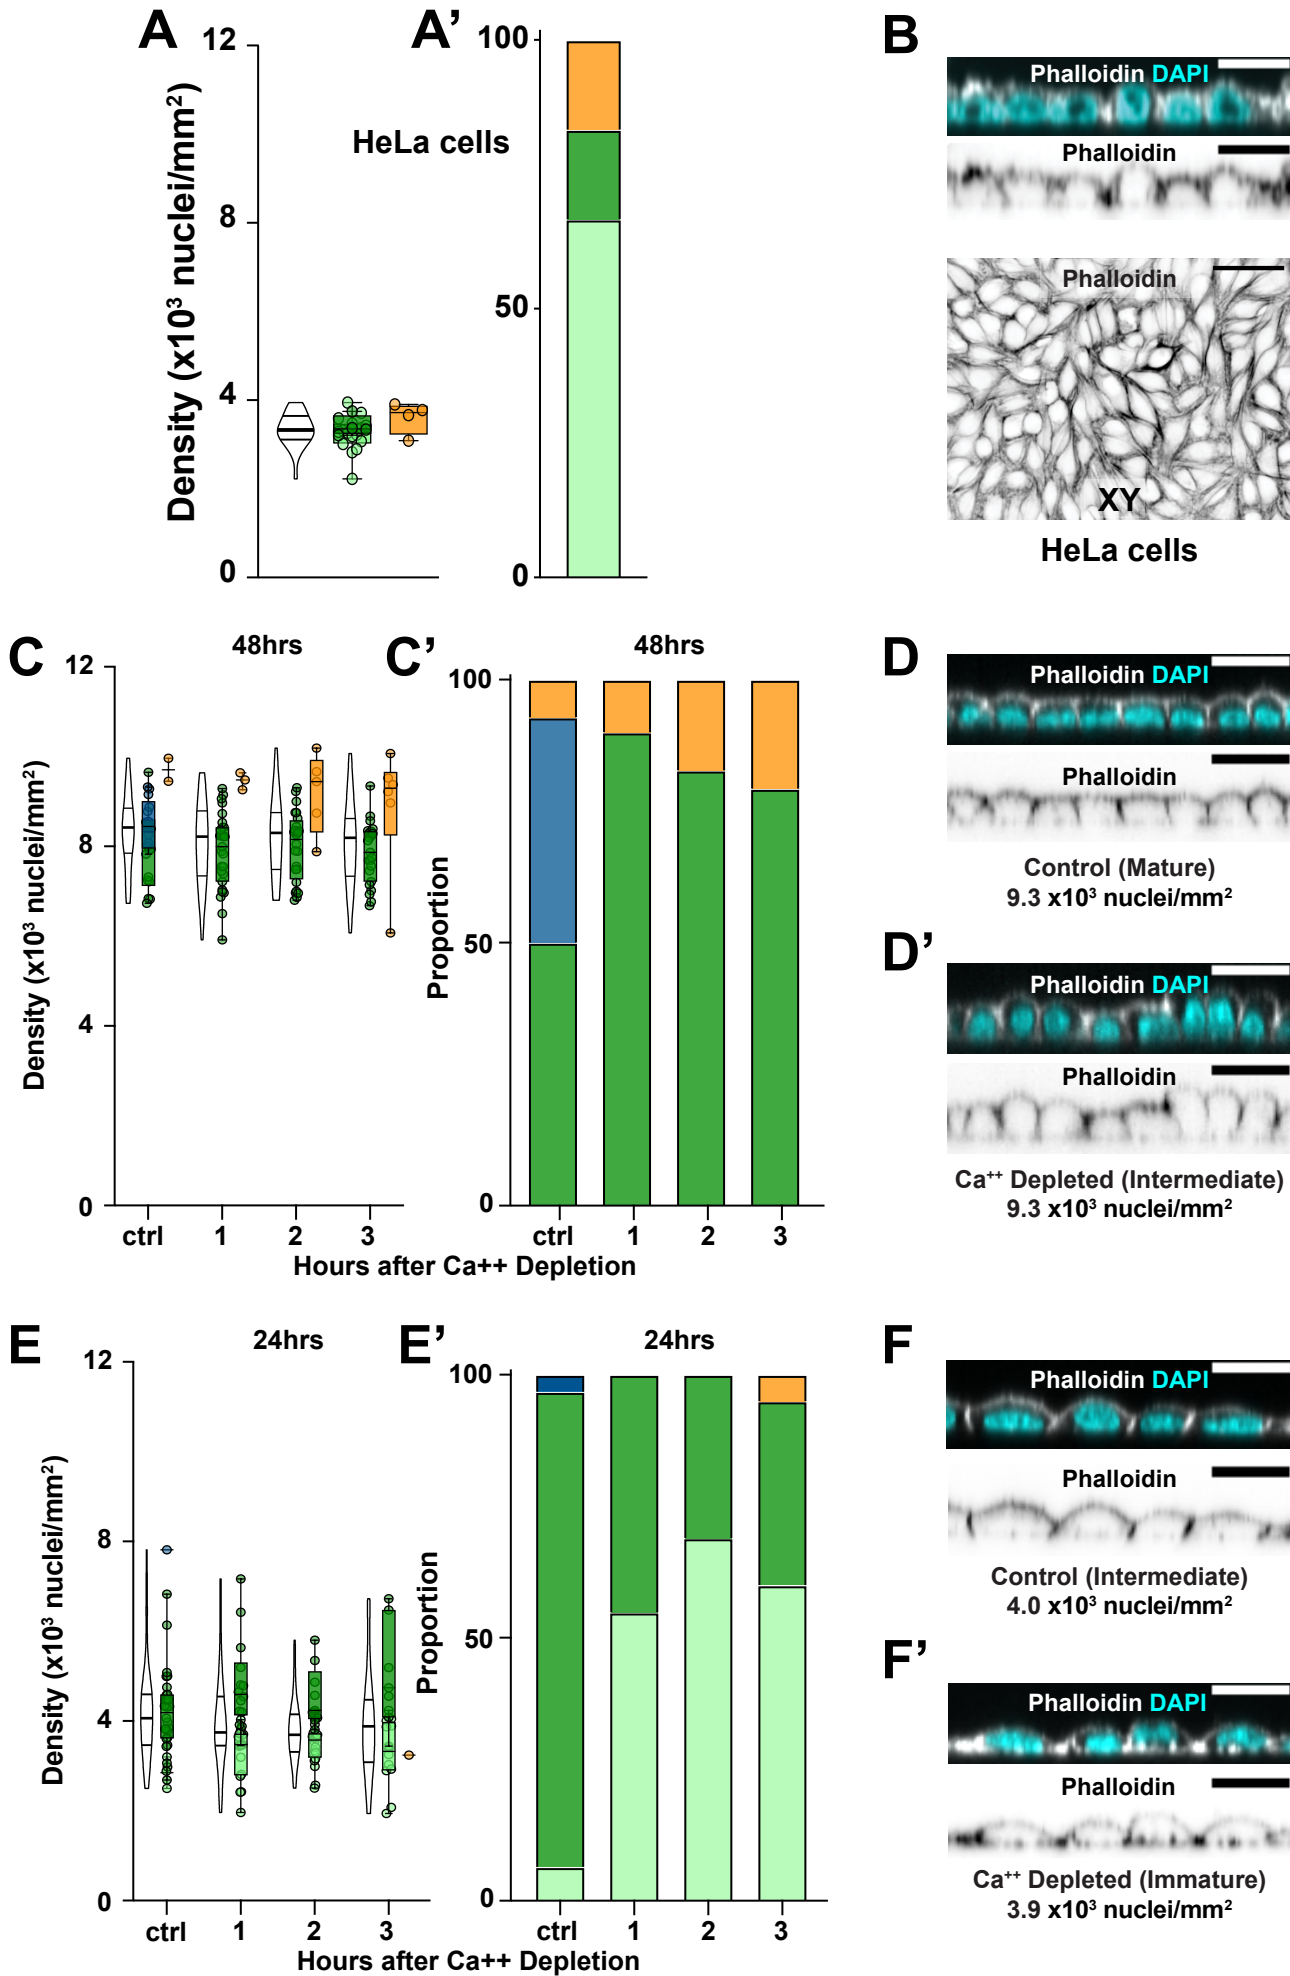 A
12
8
4
0
Density (x10³ nuclei/mm²)
A’
HeLa cells
100
50
0
B
Phalloidin DAPI
Phalloidin
Phalloidin
XY
HeLa cells
C
48hrs
12
8
4
0
Density (x10³ nuclei/mm²)
ctrl 1 2 3
C’
48hrs
100
50
0
Proportion
ctrl 1 2 3
Hours after Ca++ Depletion
D
Phalloidin DAPI
Phalloidin
Control (Mature)
9.3 x10³ nuclei/mm²
D’
Phalloidin DAPI
Phalloidin
Ca⁺⁺ Depleted (Intermediate)
9.3 x10³ nuclei/mm²
E
24hrs
12
8
4
0
Density (x10³ nuclei/mm²)
ctrl 1 2 3
E’
24hrs
100
50
0
Proportion
ctrl 1 2 3
Hours after Ca++ Depletion
F
Phalloidin DAPI
Phalloidin
Control (Intermediate)
4.0 x10³ nuclei/mm²
F’
Phalloidin DAPI
Phalloidin
Ca⁺⁺ Depleted (Immature)
3.9 x10³ nuclei/mm²